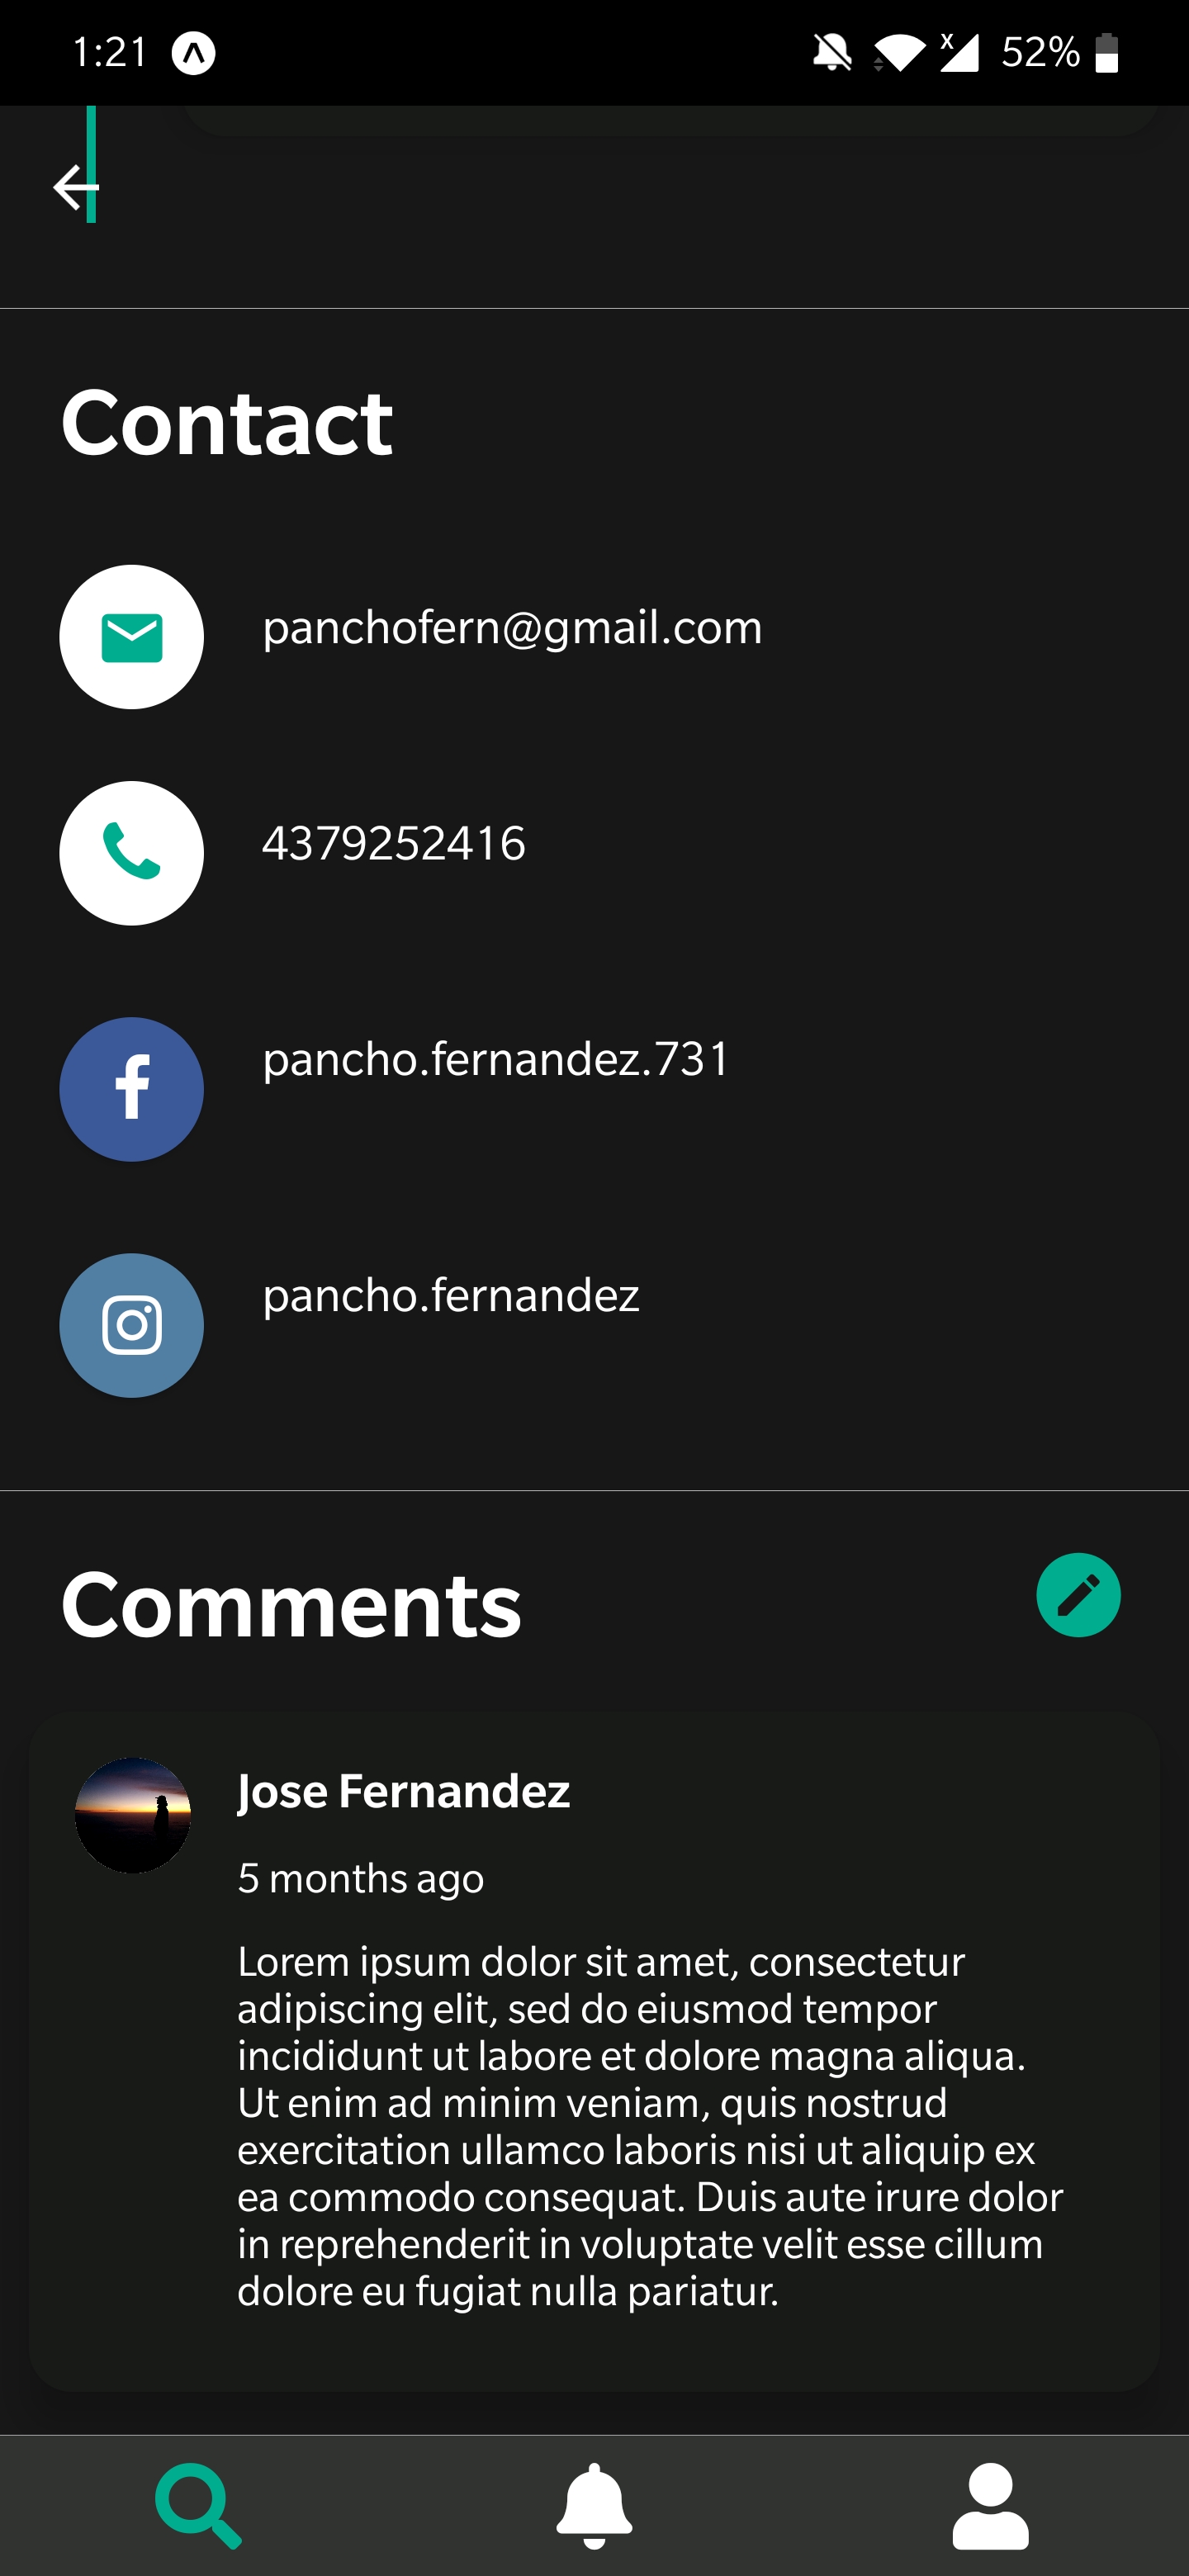 1:21
52%
Contact
panchofern@gmail.com
4379252416
pancho.fernandez.731
pancho.fernandez
Comments
Jose Fernandez
5 months ago
Lorem ipsum dolor sit amet, consectetur
adipiscing elit, sed do eiusmod tempor
incididunt ut labore et dolore magna aliqua.
Ut enim ad minim veniam, quis nostrud
exercitation ullamco laboris nisi ut aliquip ex
ea commodo consequat. Duis aute irure dolor
in reprehenderit in voluptate velit esse cillum
dolore eu fugiat nulla pariatur.